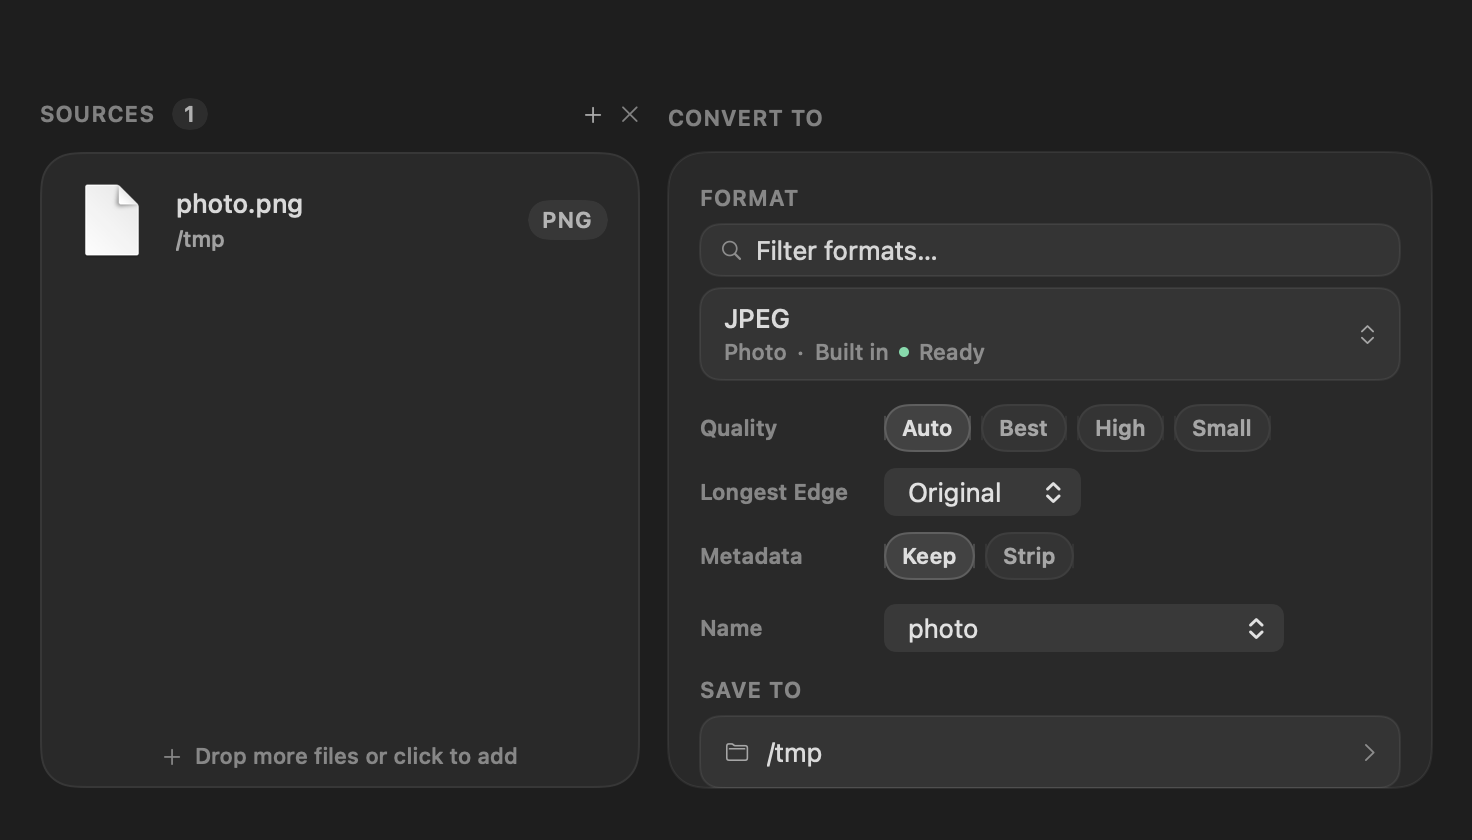 SOURCES 1
photo.png
/tmp
PNG
Drop more files or click to add
CONVERT TO
FORMAT
Filter formats...
JPEG
Photo · Built in Ready
Quality Auto Best High Small
Longest Edge Original
Metadata Keep Strip
Name photo
SAVE TO
/tmp